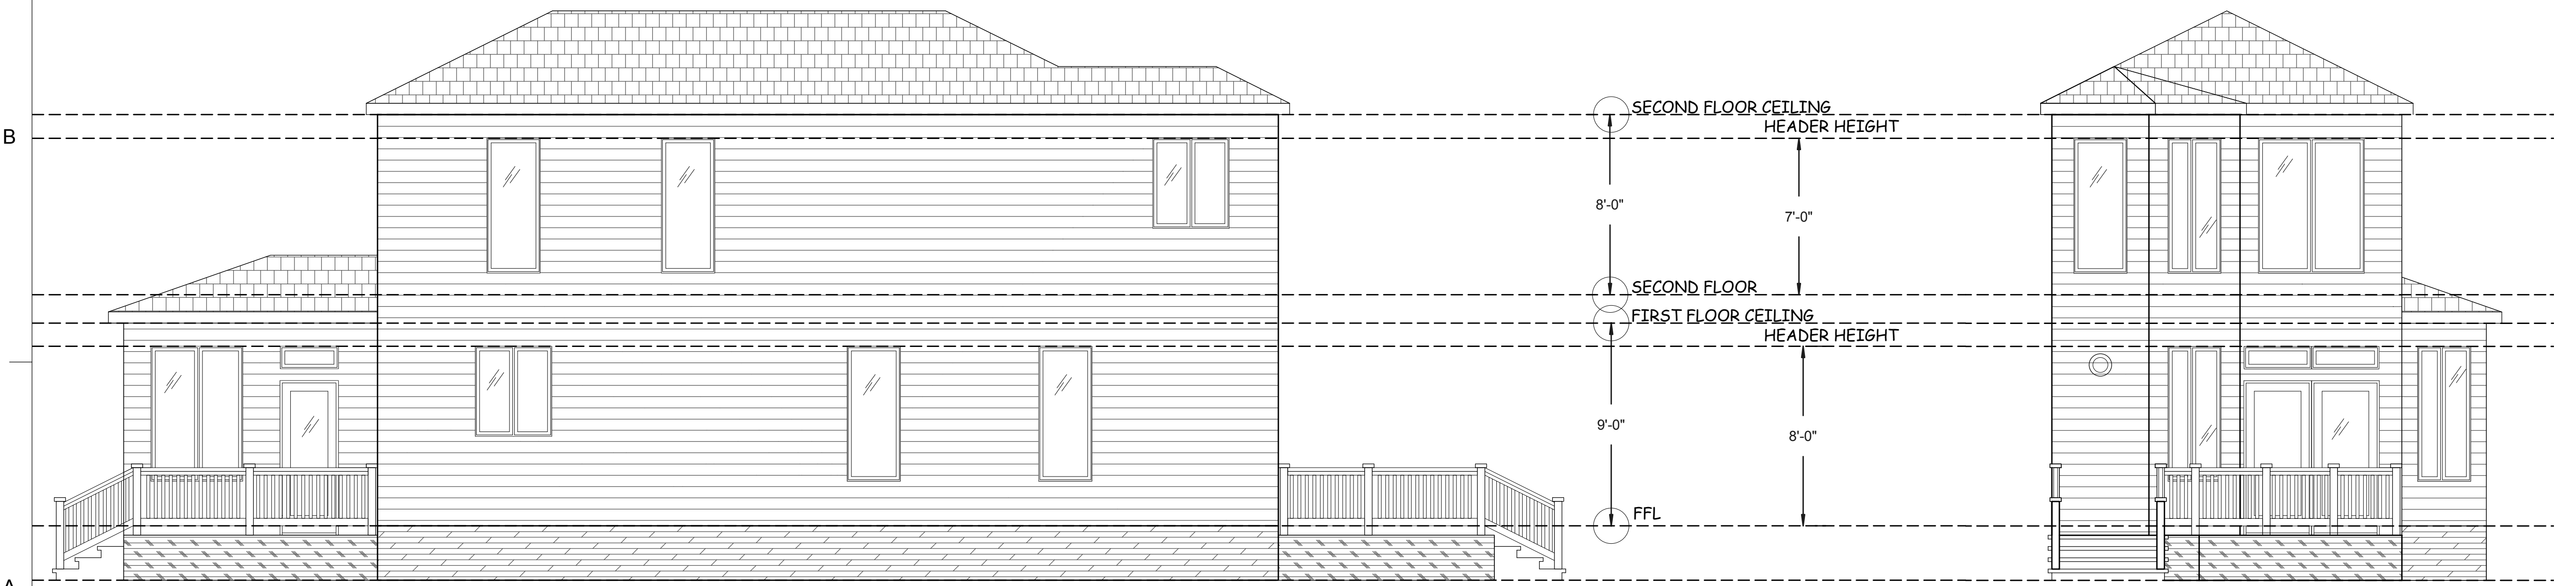 SECOND FLOOR CEILING
HEADER HEIGHT
B
8'-0"
7'-0"
SECOND FLOOR
FIRST FLOOR CEILING
HEADER HEIGHT
9'-0"
8'-0"
FFL
A